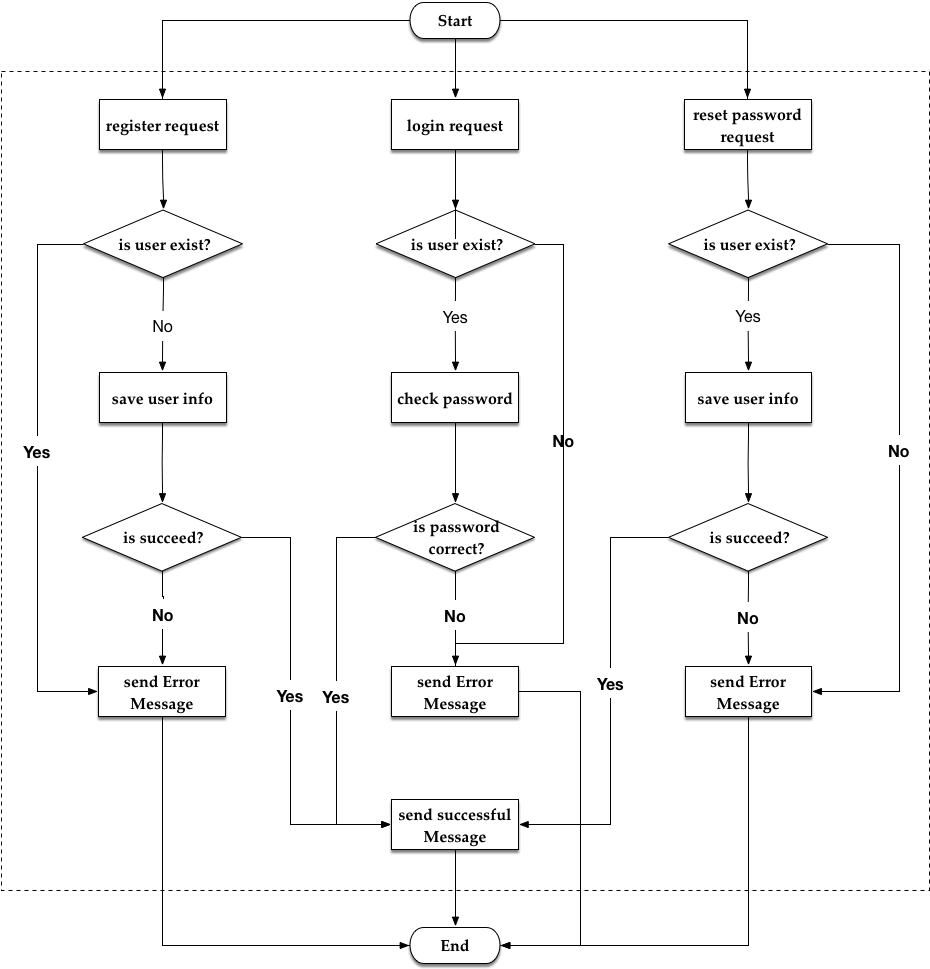 Start
register request
login request
reset password
request
is user exist?
is user exist?
is user exist?
No
Yes
Yes
save user info
check password
save user info
Yes
No
No
is succeed?
is password
correct?
is succeed?
No
No
No
send Error
Message
send Error
Message
send Error
Message
Yes
Yes
Yes
send successful
Message
End